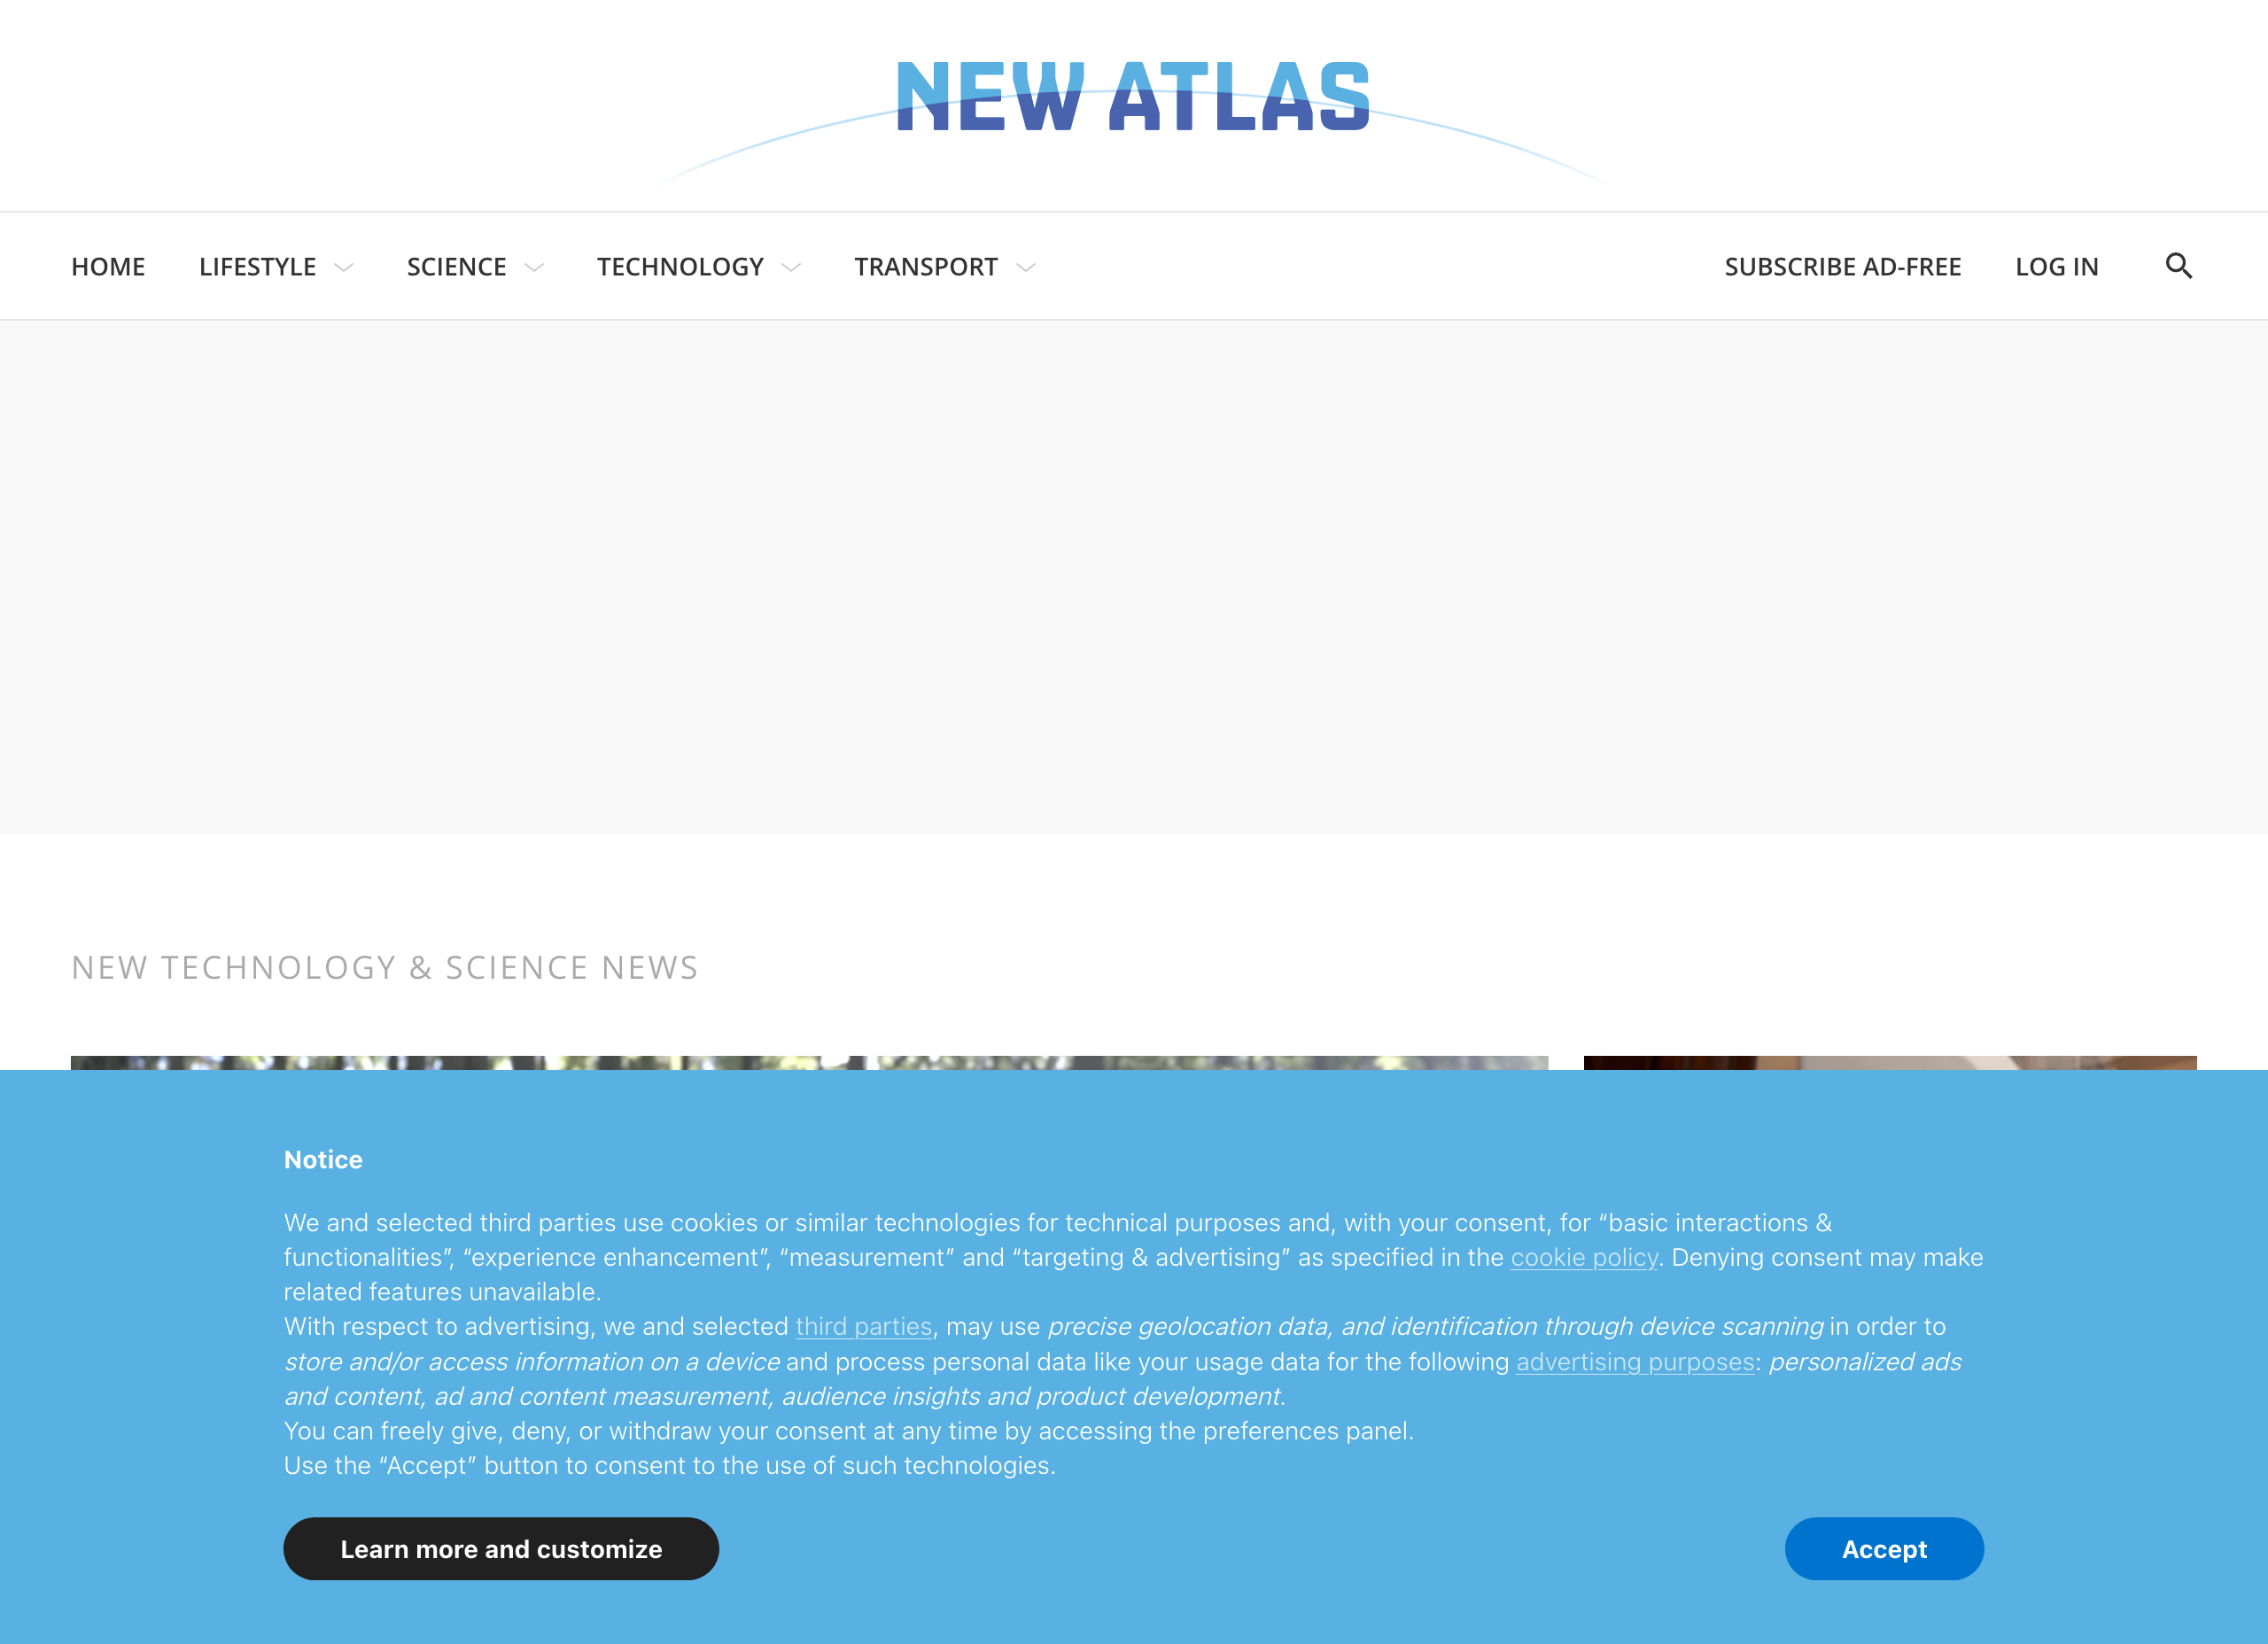 NEW ATLAS
HOME LIFESTYLE SCIENCE TECHNOLOGY TRANSPORT SUBSCRIBE AD-FREE LOG IN
NEW TECHNOLOGY & SCIENCE NEWS
Notice
We and selected third parties use cookies or similar technologies for technical purposes and, with your consent, for “basic interactions &
functionalities”, “experience enhancement”, “measurement” and “targeting & advertising” as specified in the cookie policy. Denying consent may make
related features unavailable.
With respect to advertising, we and selected third parties, may use precise geolocation data, and identification through device scanning in order to
store and/or access information on a device and process personal data like your usage data for the following advertising purposes: personalized ads
and content, ad and content measurement, audience insights and product development.
You can freely give, deny, or withdraw your consent at any time by accessing the preferences panel.
Use the “Accept” button to consent to the use of such technologies.
Learn more and customize Accept